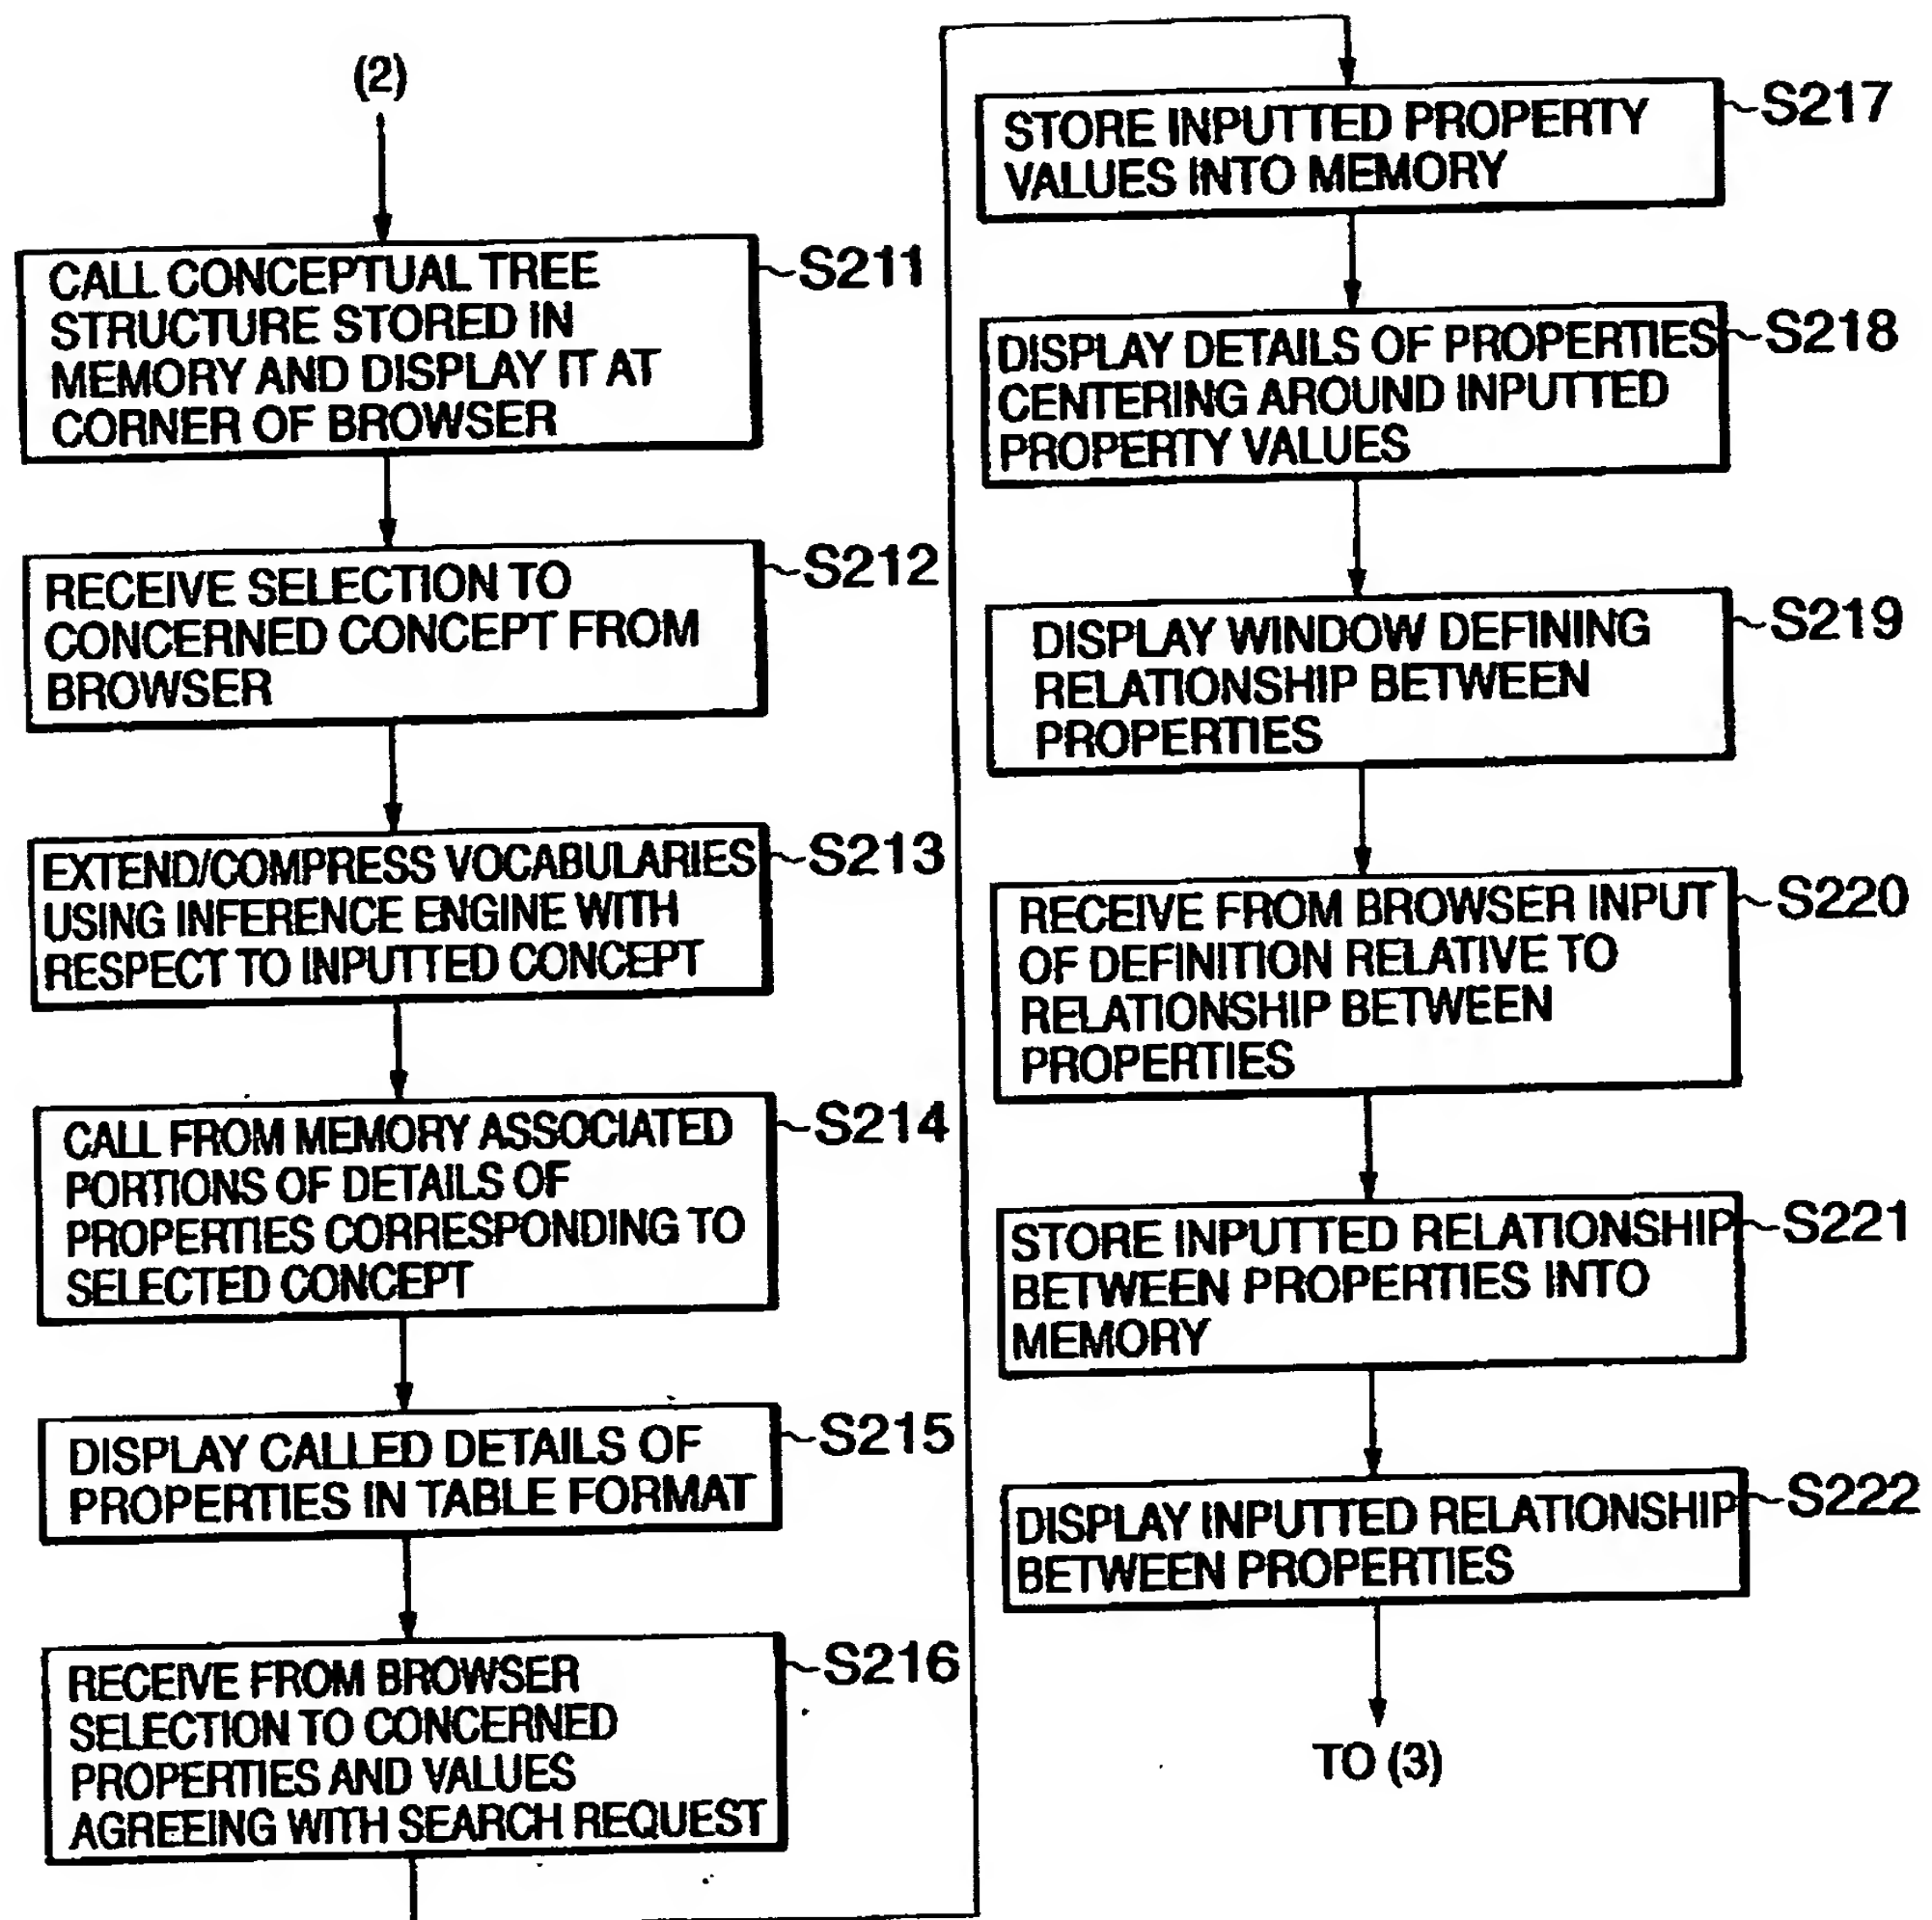 (2)
CALL CONCEPTUAL TREE
STRUCTURE STORED IN
MEMORY AND DISPLAY IT AT
CORNER OF BROWSER
S211
RECEIVE SELECTION TO
CONCERNED CONCEPT FROM
BROWSER
S212
EXTEND/COMPRESS VOCABULARIES
USING INFERENCE ENGINE WITH
RESPECT TO INPUTTED CONCEPT
S213
CALL FROM MEMORY ASSOCIATED
PORTIONS OF DETAILS OF
PROPERTIES CORRESPONDING TO
SELECTED CONCEPT
S214
DISPLAY CALLED DETAILS OF
PROPERTIES IN TABLE FORMAT
S215
RECEIVE FROM BROWSER
SELECTION TO CONCERNED
PROPERTIES AND VALUES
AGREEING WITH SEARCH REQUEST
S216
STORE INPUTTED PROPERTY
VALUES INTO MEMORY
S217
DISPLAY DETAILS OF PROPERTIES
CENTERING AROUND INPUTTED
PROPERTY VALUES
S218
DISPLAY WINDOW DEFINING
RELATIONSHIP BETWEEN
PROPERTIES
S219
RECEIVE FROM BROWSER INPUT
OF DEFINITION RELATIVE TO
RELATIONSHIP BETWEEN
PROPERTIES
S220
STORE INPUTTED RELATIONSHIP
BETWEEN PROPERTIES INTO
MEMORY
S221
DISPLAY INPUTTED RELATIONSHIP
BETWEEN PROPERTIES
S222
TO (3)